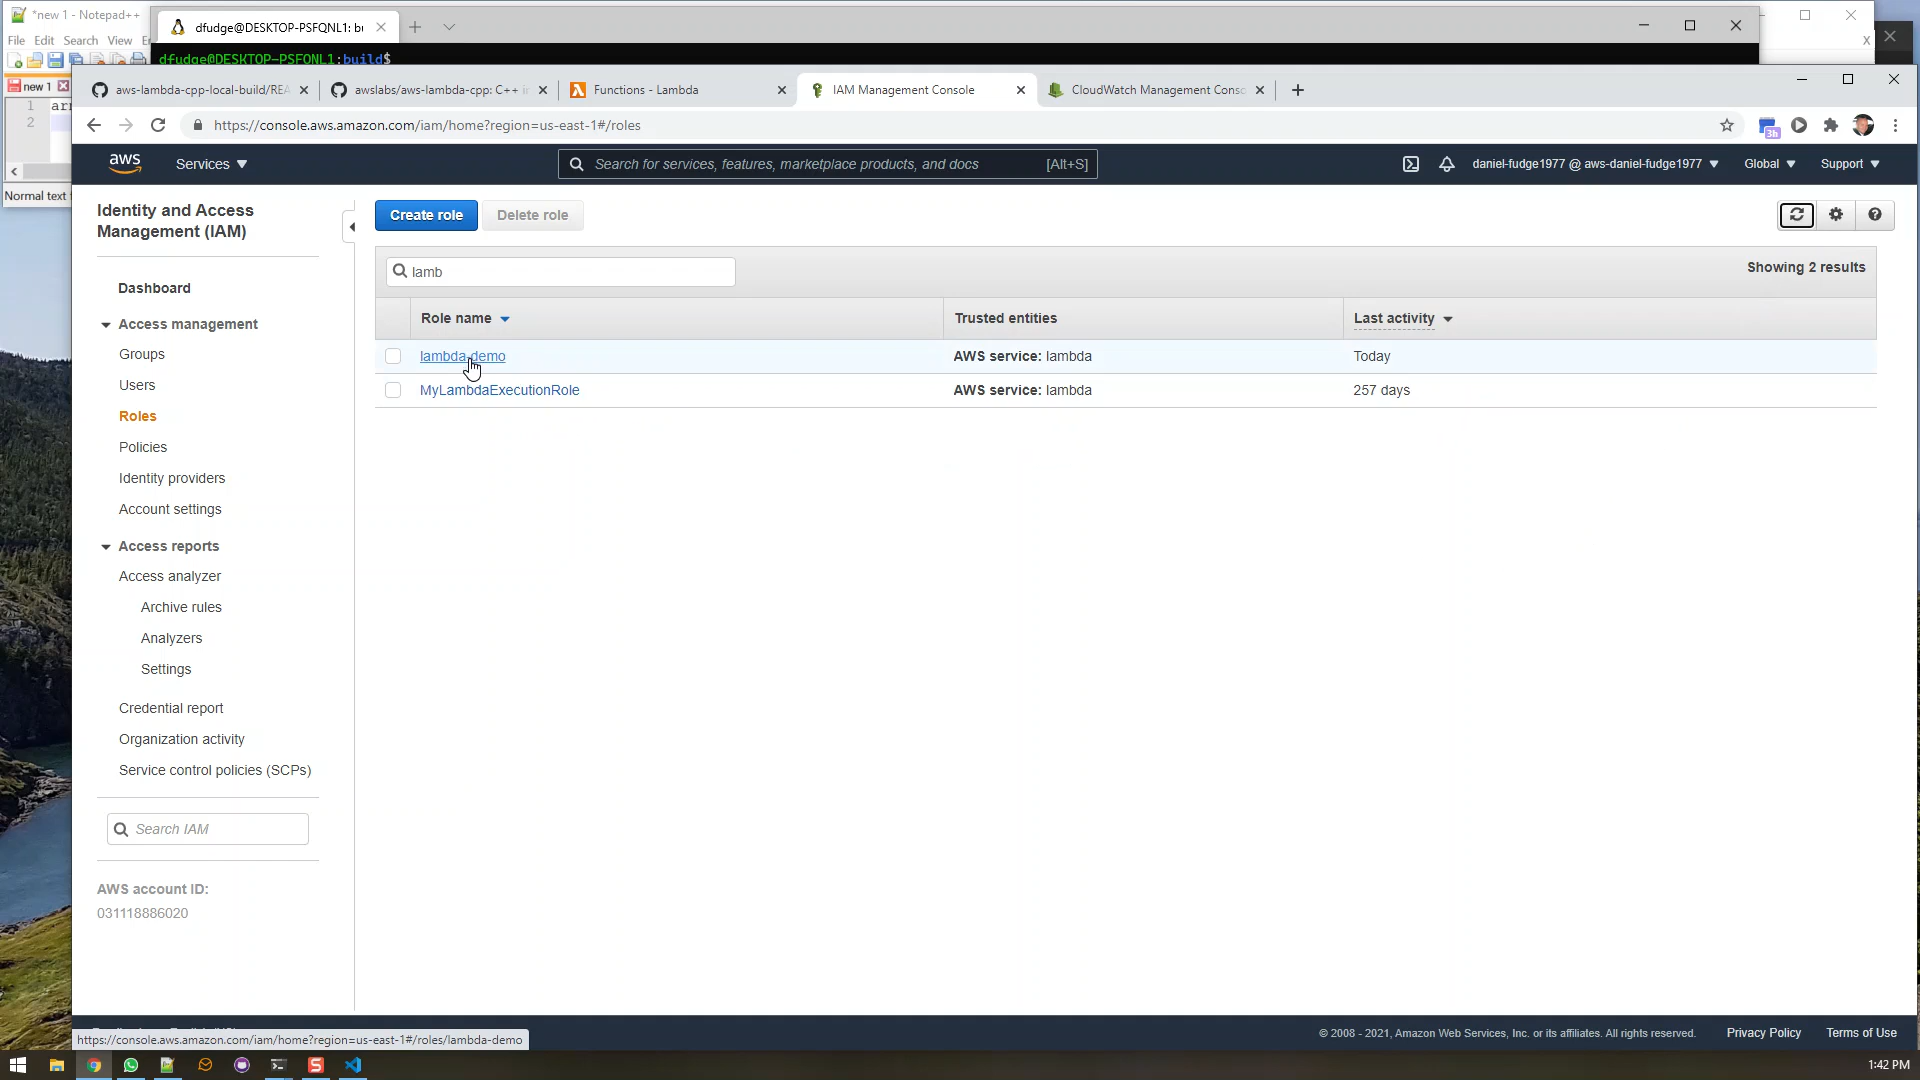 *new 1 - Notepad++
File Edit Search View
new 1
1
2
Normal text
dfudge@DESKTOP-PSFQNL1: b
dfudge@DESKTOP-PSFQNL1:build$
aws-lambda-cpp-local-build/REA
awslabs/aws-lambda-cpp: C++ i
Functions - Lambda
IAM Management Console
CloudWatch Management Conso
https://console.aws.amazon.com/iam/home?region=us-east-1#/roles
3h
aws
Services
Search for services, features, marketplace products, and docs
[Alt+S]
daniel-fudge1977 @ aws-daniel-fudge1977
Global
Support
Identity and Access
Management (IAM)
Dashboard
Access management
Groups
Users
Roles
Policies
Identity providers
Account settings
Access reports
Access analyzer
Archive rules
Analyzers
Settings
Credential report
Organization activity
Service control policies (SCPs)
Search IAM
AWS account ID:
031118886020
Create role
Delete role
lamb
Showing 2 results
Role name
Trusted entities
Last activity
lambda-demo
AWS service: lambda
Today
MyLambdaExecutionRole
AWS service: lambda
257 days
© 2008 - 2021, Amazon Web Services, Inc. or its affiliates. All rights reserved.
Privacy Policy
Terms of Use
https://console.aws.amazon.com/iam/home?region=us-east-1#/roles/lambda-demo
1:42 PM